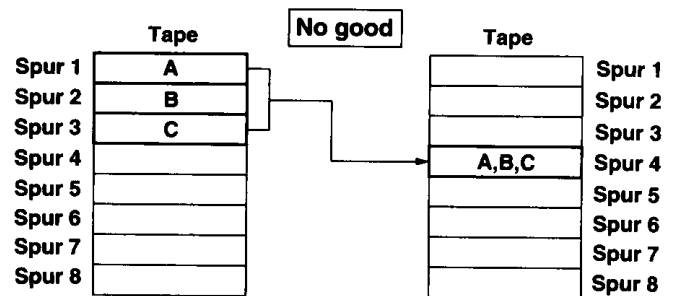 No good
Tape
Spur 1 A
Spur 2 B
Spur 3 C
Spur 4
Spur 5
Spur 6
Spur 7
Spur 8
Tape
Spur 1
Spur 2
Spur 3
A,B,C Spur 4
Spur 5
Spur 6
Spur 7
Spur 8